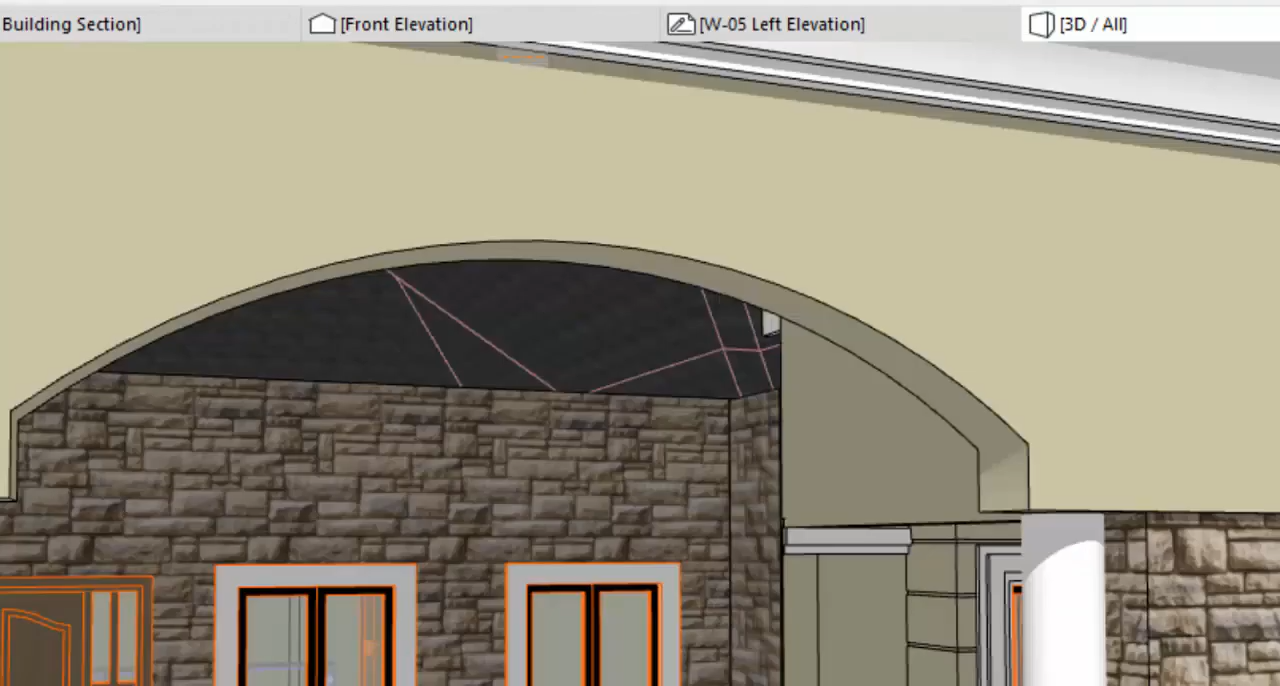 Building Section]
[Front Elevation]
[W-05 Left Elevation]
[3D / All]